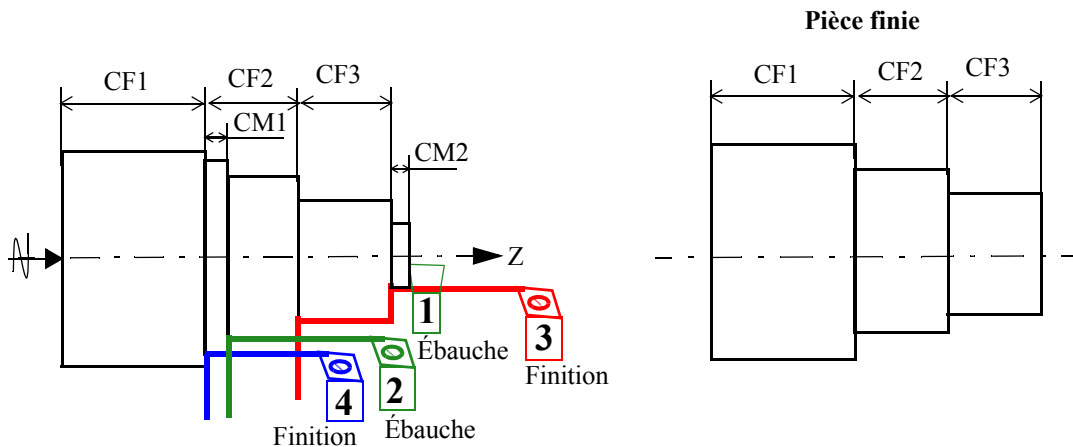 Pièce finie
CF1 CF2 CF3
CM1
CM2
Z
1
Ébauche
3
Finition
2
Ébauche
4
Finition
CF1 CF2 CF3